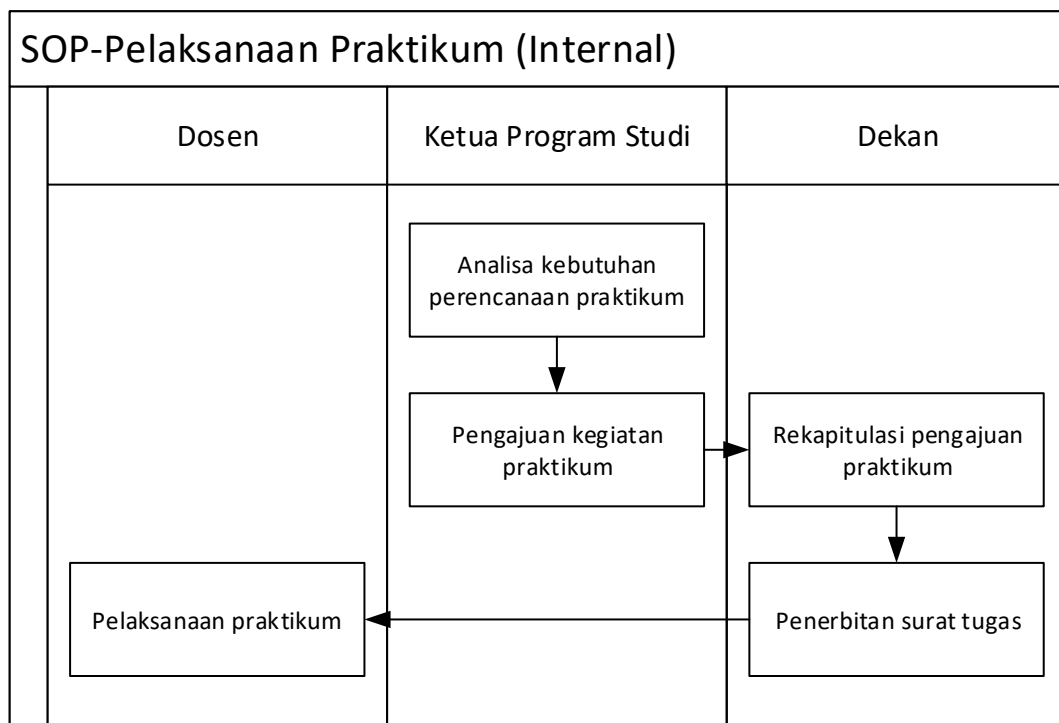 SOP-Pelaksanaan Praktikum (Internal)
Dosen
Ketua Program Studi
Dekan
Analisa kebutuhan
perencanaan praktikum
Pengajuan kegiatan
praktikum
Rekapitulasi pengajuan
praktikum
Pelaksanaan praktikum
Penerbitan surat tugas